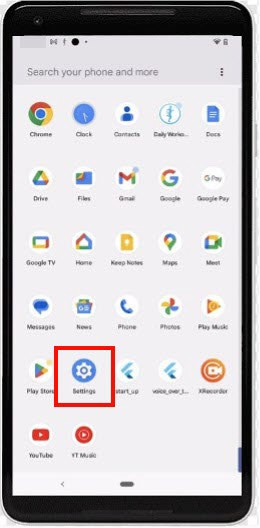 Search your phone and more
Chrome Clock Contacts Daily Worko... Docs
Drive Files Gmail Google Google Pay
G Pay
Google TV Home Keep Notes Maps Meet
Messages News Phone Photos Play Music
Play Store Settings start_up voice_over_t... XRecorder
YouTube YT Music